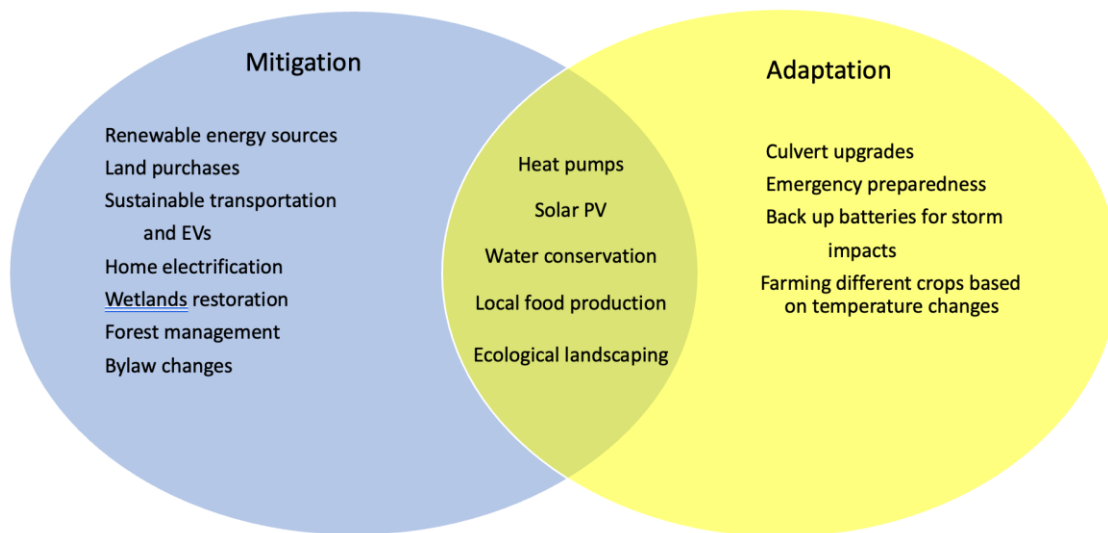 Mitigation
Renewable energy sources
Land purchases
Sustainable transportation
and EVs
Home electrification
Wetlands restoration
Forest management
Bylaw changes
Heat pumps
Solar PV
Water conservation
Local food production
Ecological landscaping
Adaptation
Culvert upgrades
Emergency preparedness
Back up batteries for storm
impacts
Farming different crops based
on temperature changes